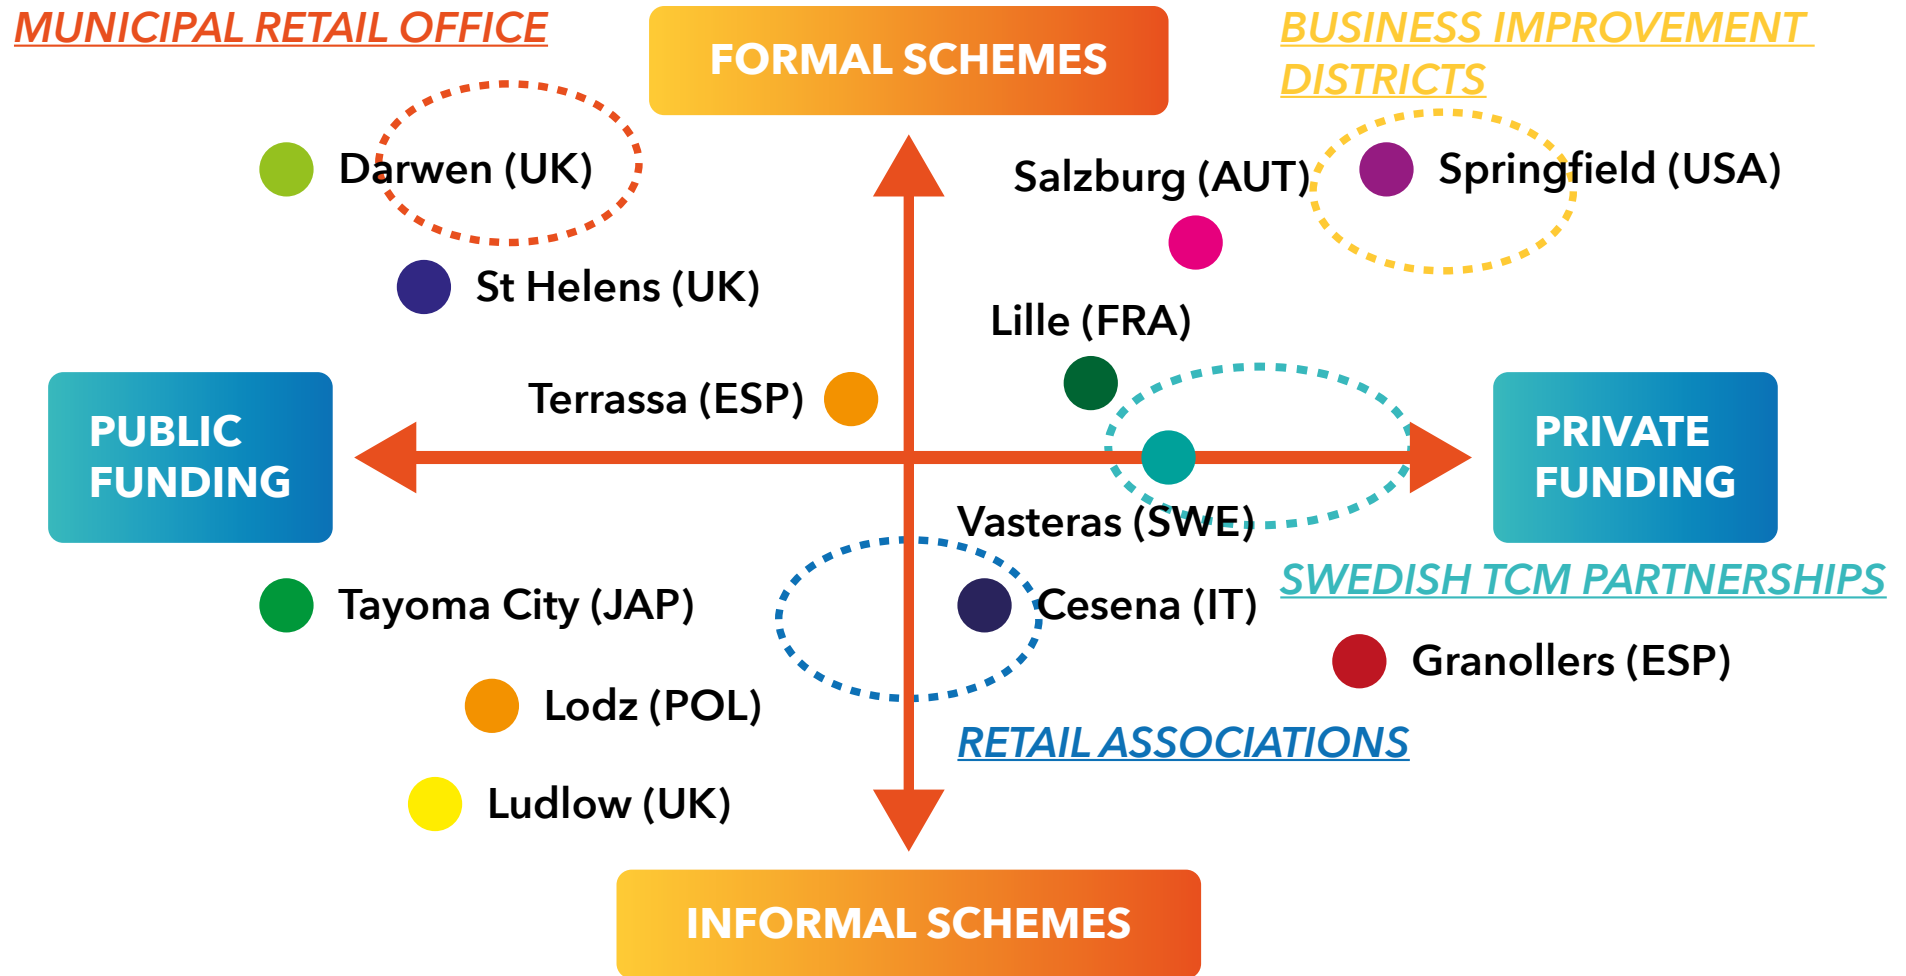 MUNICIPAL RETAIL OFFICE
FORMAL SCHEMES
BUSINESS IMPROVEMENT
DISTRICTS
Darwen (UK)
Salzburg (AUT)
Springfield (USA)
St Helens (UK)
Lille (FRA)
Terrassa (ESP)
PUBLIC
FUNDING
PRIVATE
FUNDING
Vasteras (SWE)
SWEDISH TCM PARTNERSHIPS
Tayoma City (JAP)
Cesena (IT)
Granollers (ESP)
Lodz (POL)
RETAIL ASSOCIATIONS
Ludlow (UK)
INFORMAL SCHEMES